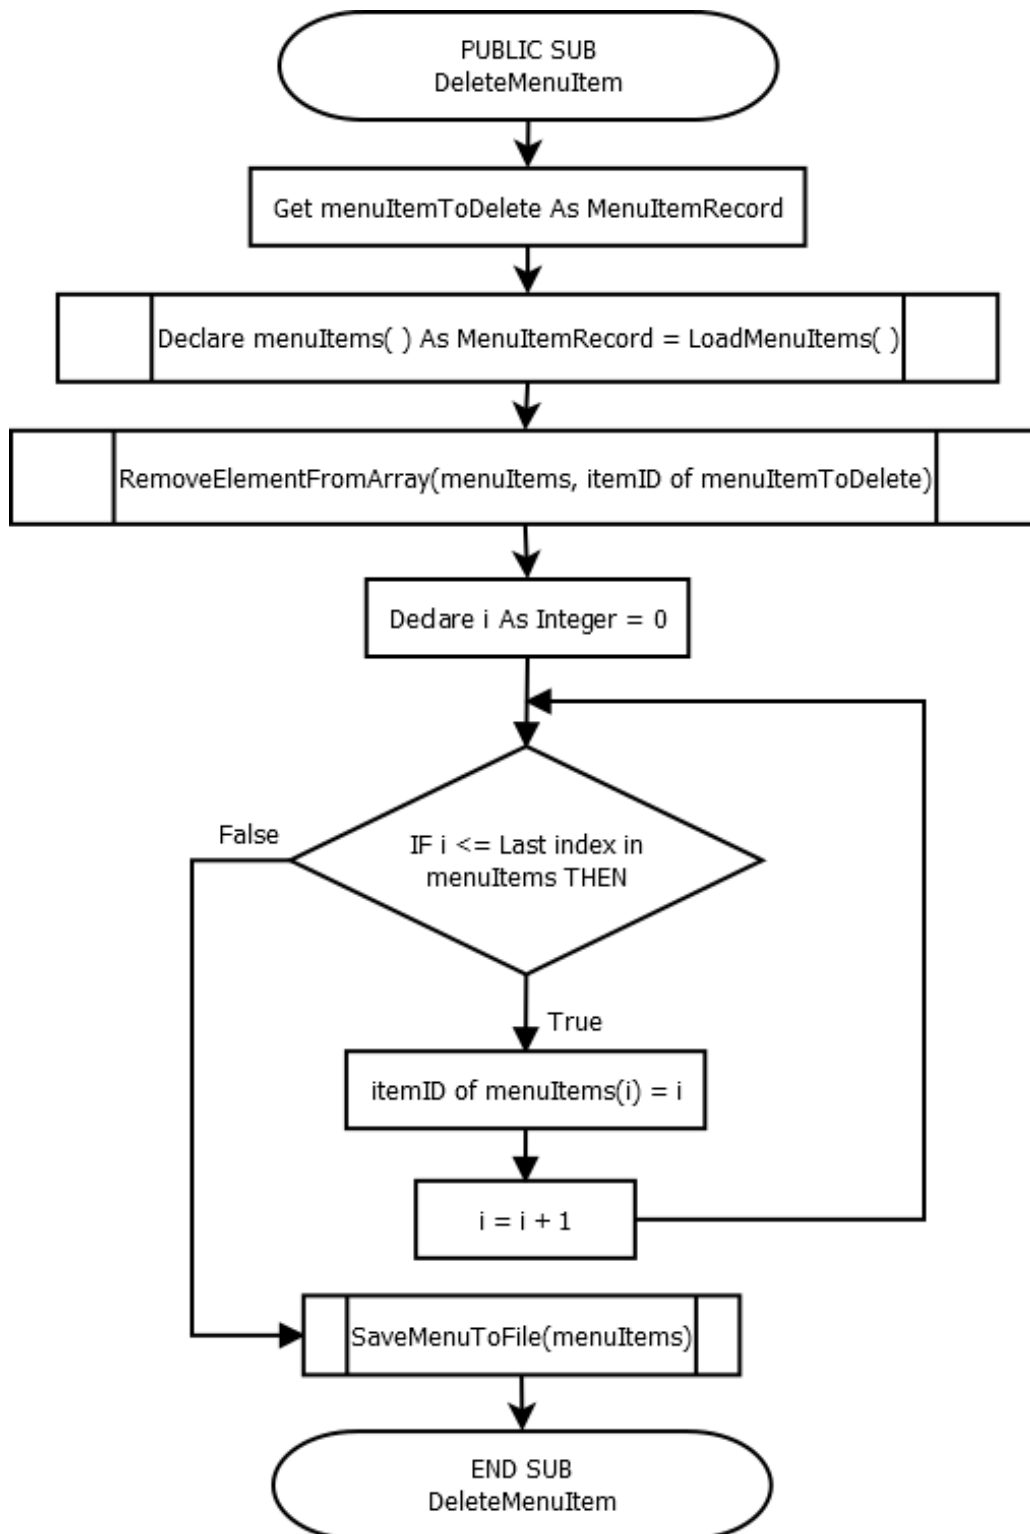 PUBLIC SUB
DeleteMenuItem
Get menuItemToDelete As MenuItemRecord
Declare menuItems( ) As MenuItemRecord = LoadMenuItems( )
RemoveElementFromArray(menuItems, itemID of menuItemToDelete)
Declare i As Integer = 0
False
IF i <= Last index in
menuItems THEN
True
itemID of menuItems(i) = i
i = i + 1
SaveMenuToFile(menuItems)
END SUB
DeleteMenuItem